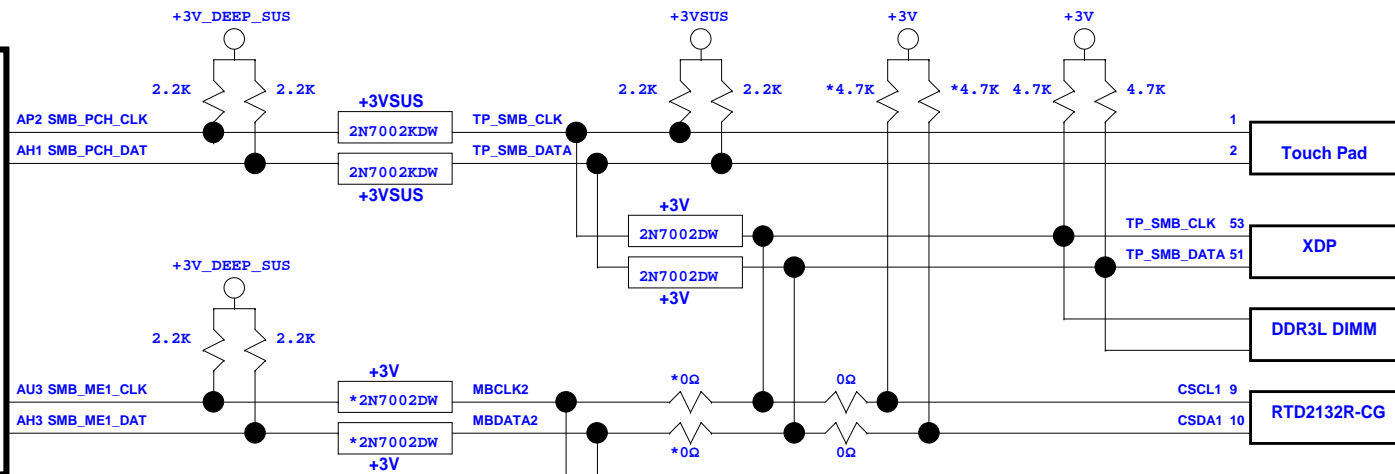 +3V_DEEP_SUS +3VSUS +3V +3V
2.2K 2.2K 2.2K 2.2K *4.7K *4.7K 4.7K 4.7K
+3VSUS
AP2 SMB_PCH_CLK 2N7002KDW TP_SMB_CLK 1
AH1 SMB_PCH_DAT 2N7002KDW TP_SMB_DATA 2 Touch Pad
+3VSUS
+3V
2N7002DW TP_SMB_CLK 53
2N7002DW TP_SMB_DATA 51 XDP
+3V
+3V_DEEP_SUS
2.2K 2.2K DDR3L DIMM
+3V *0Ω 0Ω
AU3 SMB_ME1_CLK *2N7002DW MBCLK2 CSCL1 9
AH3 SMB_ME1_DAT *2N7002DW MBDATA2 CSDA1 10 RTD2132R-CG
+3V *0Ω 0Ω